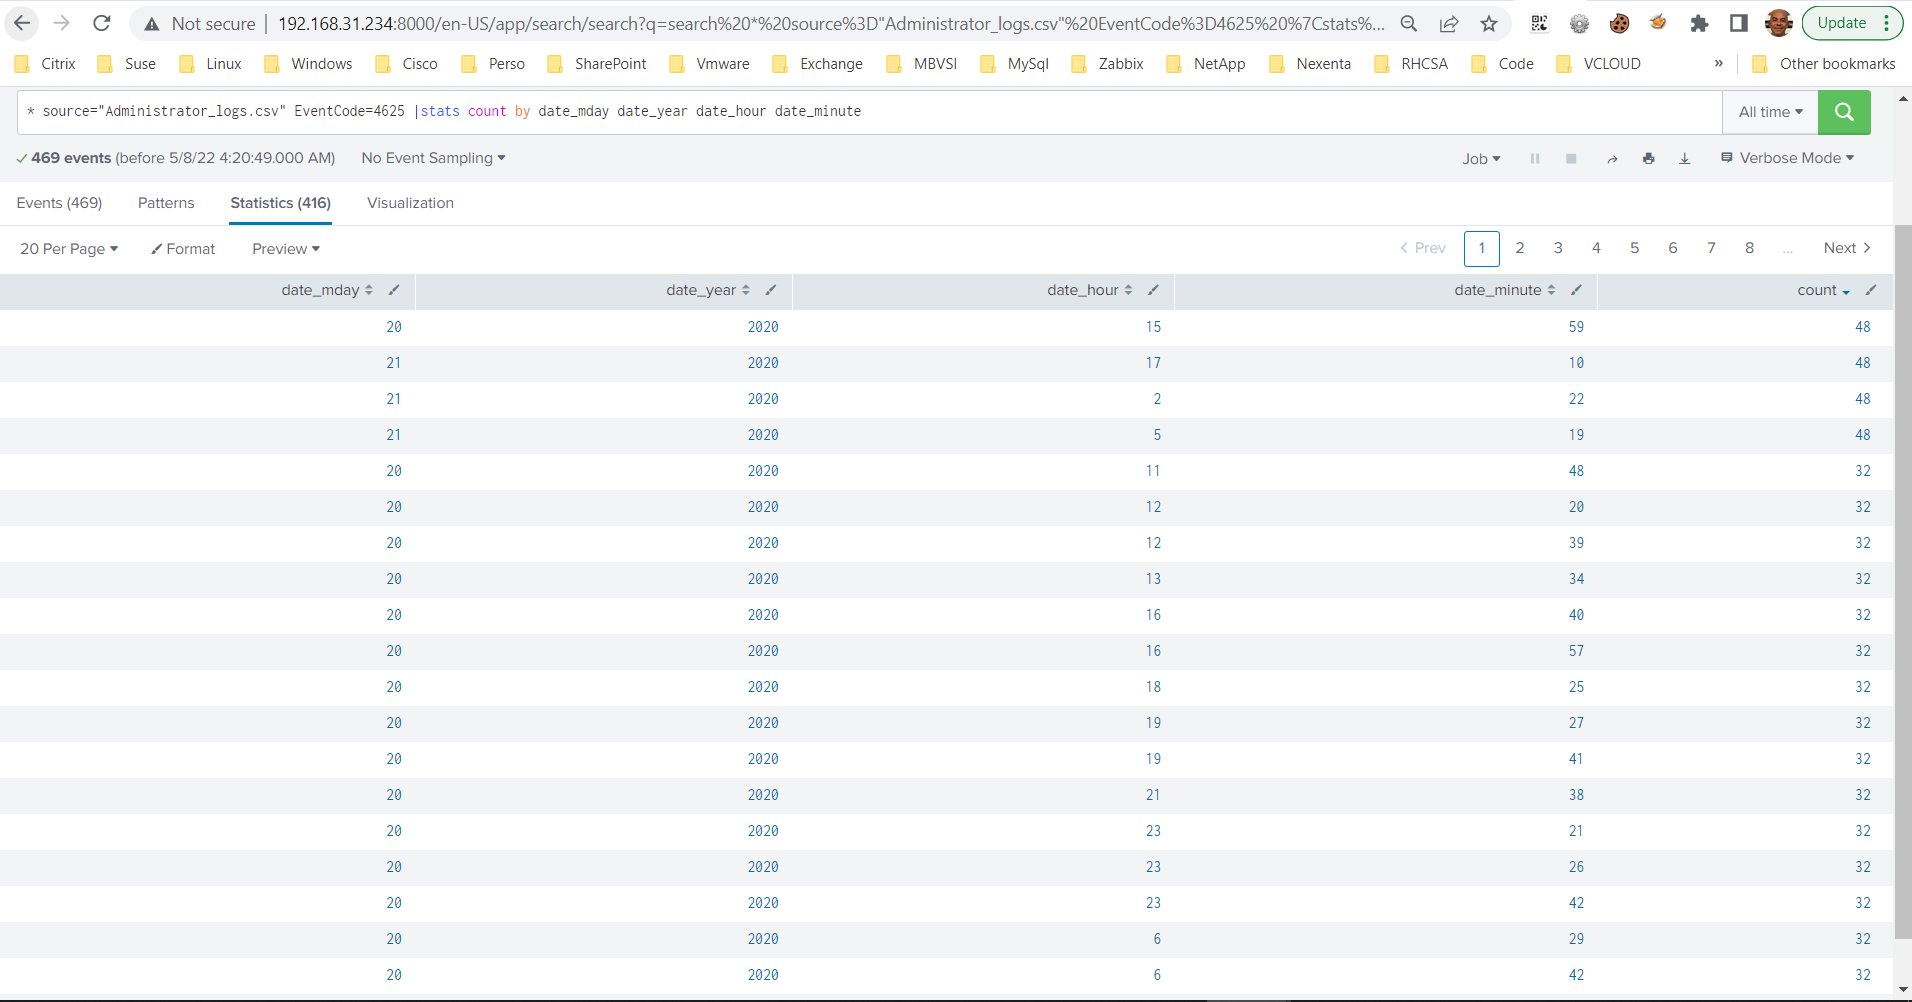 Not secure | 192.168.31.234:8000/en-US/app/search/search?q=search%20*%20source%3D"Administrator_logs.csv"%20EventCode%3D4625%20%7Cstats%... Update
Citrix Suse Linux Windows Cisco Perso SharePoint Vmware Exchange MBVSI MySql Zabbix NetApp Nexenta RHCSA Code VCLOUD » Other bookmarks
* source="Administrator_logs.csv" EventCode=4625 |stats count by date_mday date_year date_hour date_minute All time
469 events (before 5/8/22 4:20:49.000 AM) No Event Sampling Job Verbose Mode
Events (469) Patterns Statistics (416) Visualization
20 Per Page Format Preview < Prev 1 2 3 4 5 6 7 8 ... Next >
date_mday date_year date_hour date_minute count
20 2020 15 59 48
21 2020 17 10 48
21 2020 2 22 48
21 2020 5 19 48
20 2020 11 48 32
20 2020 12 20 32
20 2020 12 39 32
20 2020 13 34 32
20 2020 16 40 32
20 2020 16 57 32
20 2020 18 25 32
20 2020 19 27 32
20 2020 19 41 32
20 2020 21 38 32
20 2020 23 21 32
20 2020 23 26 32
20 2020 23 42 32
20 2020 6 29 32
20 2020 6 42 32